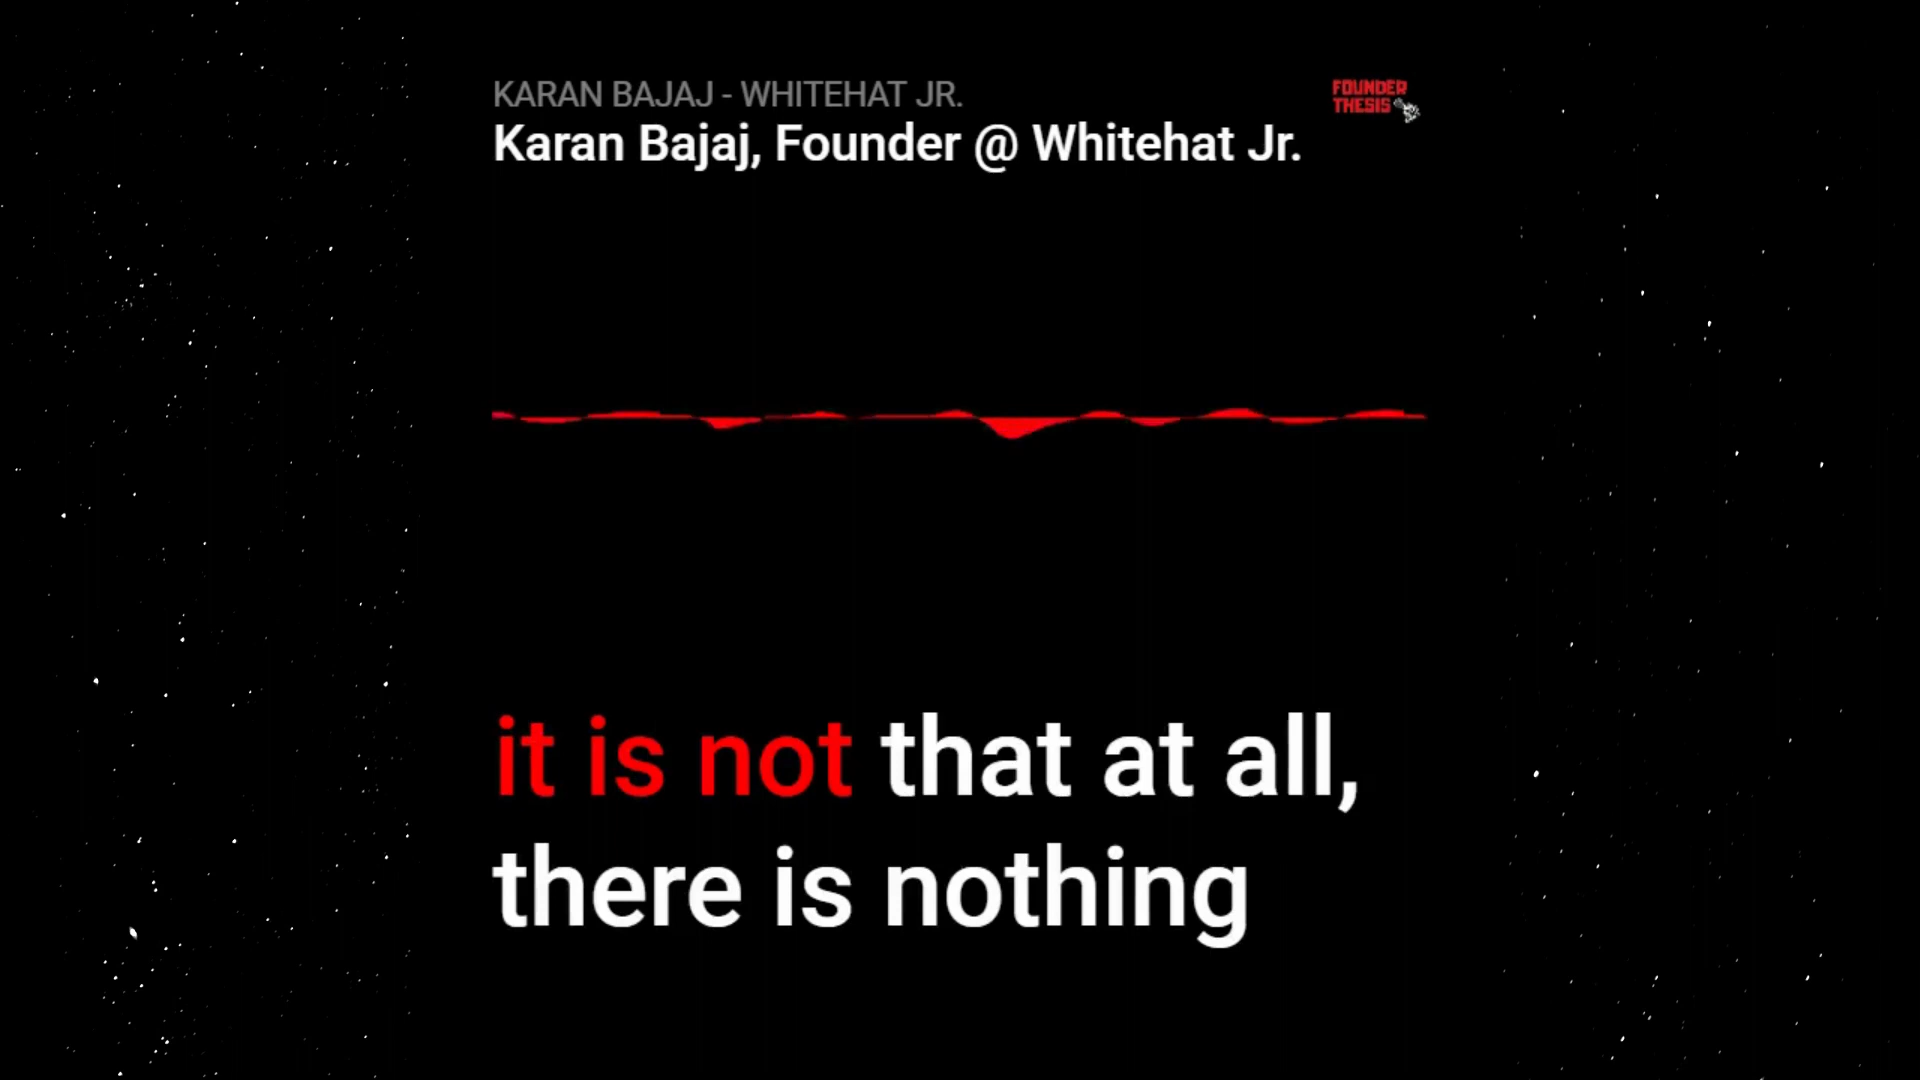 KARAN BAJAJ - WHITEHAT JR.
Karan Bajaj, Founder @ Whitehat Jr.
FOUNDER
THESIS
it is not that at all,
there is nothing